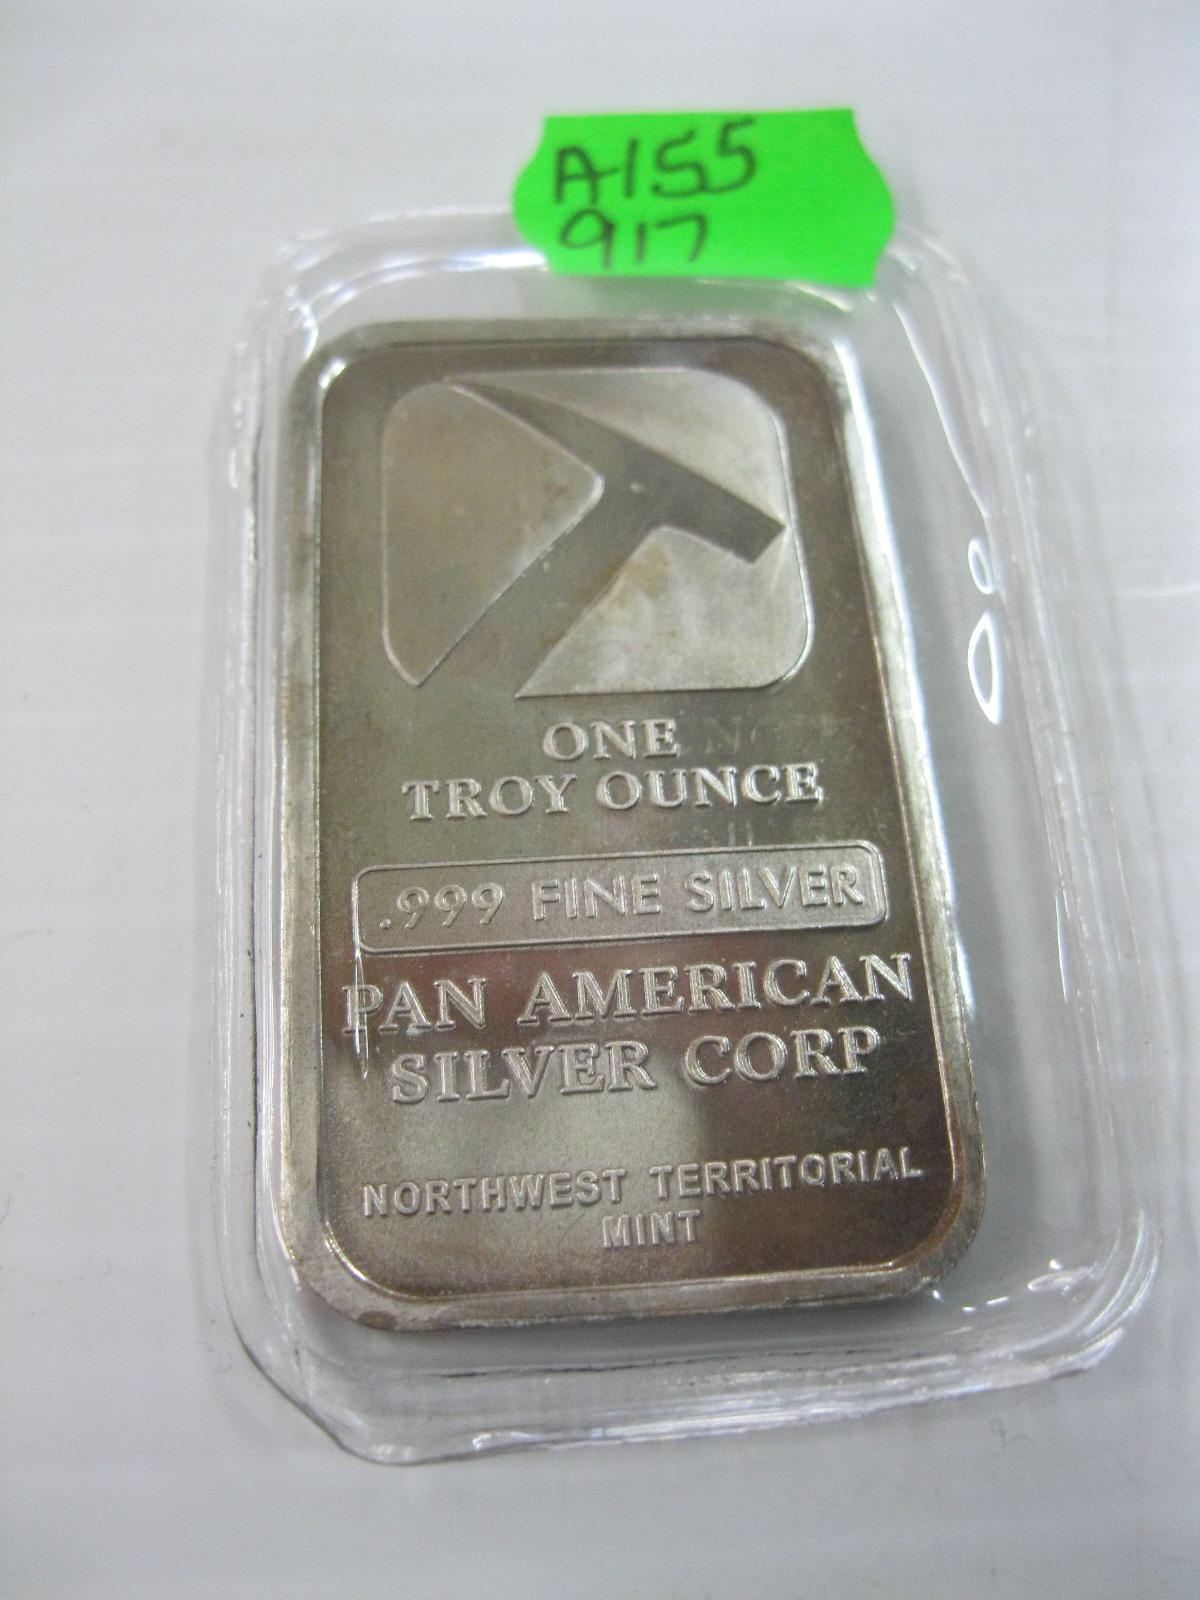 A155
917
ONE
TROY OUNCE
.999 FINE SILVER
PAN AMERICAN
SILVER CORP
NORTHWEST TERRITORIAL
MINT